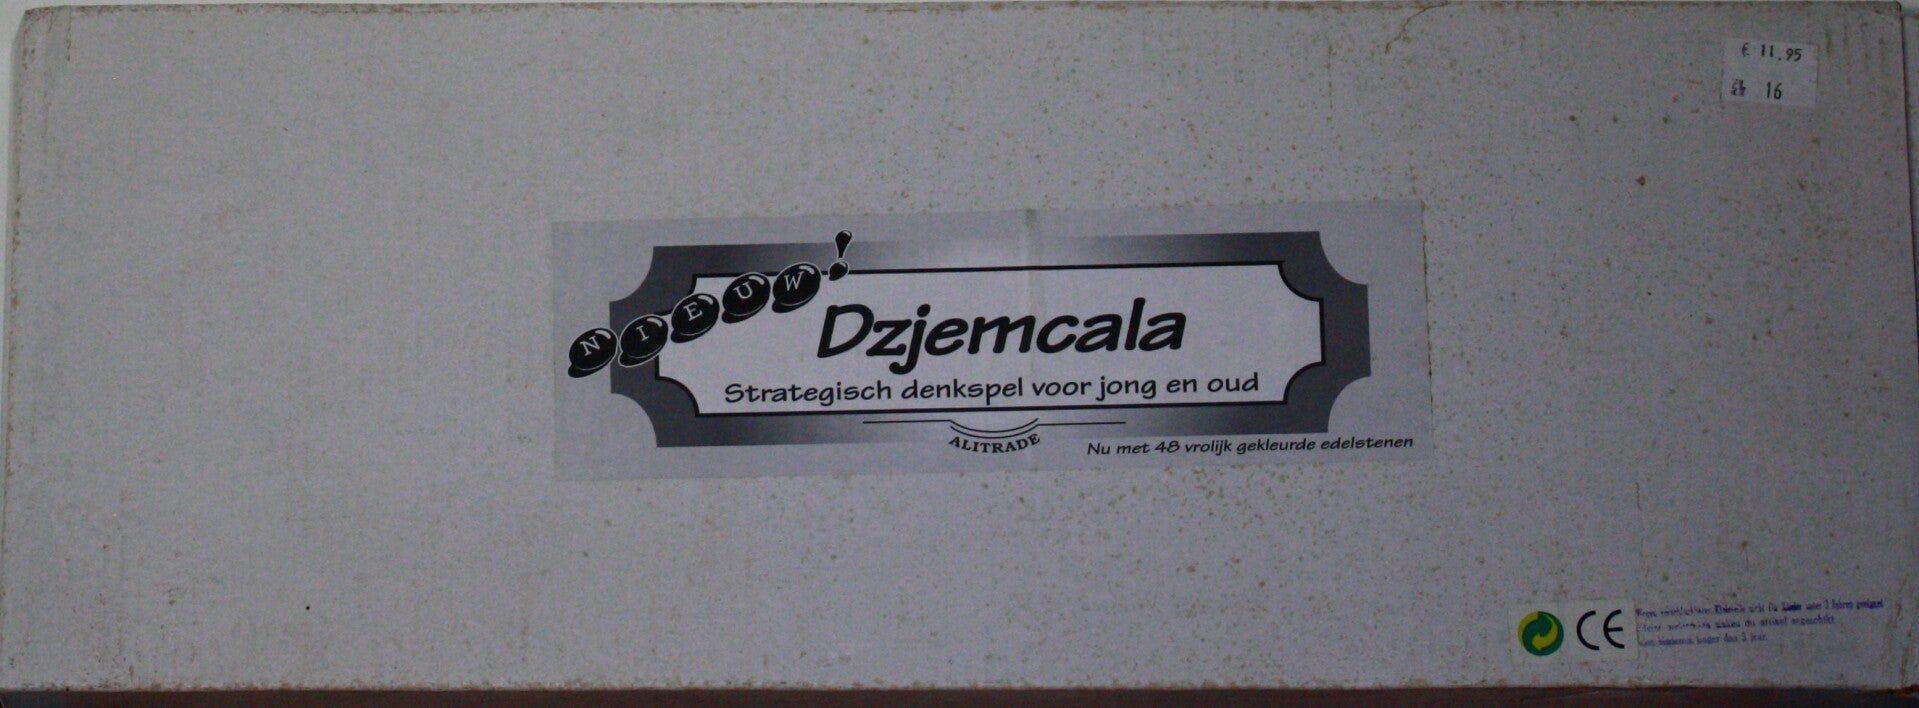 € 11.95
16
NIEUW!
Dzjemcala
Strategisch denkspel voor jong en oud
ALITRADE
Nu met 48 vrolijk gekleurde edelstenen
CE